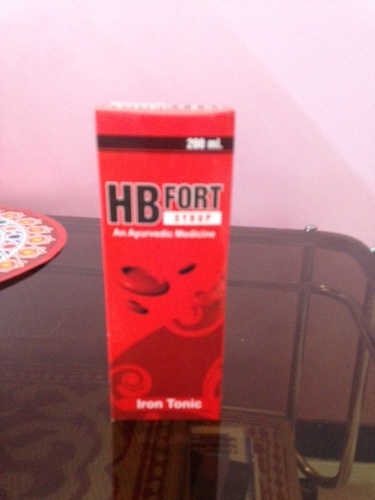 200 ml.
HB FORT
SYRUP
An Ayurvedic Medicine
Iron Tonic